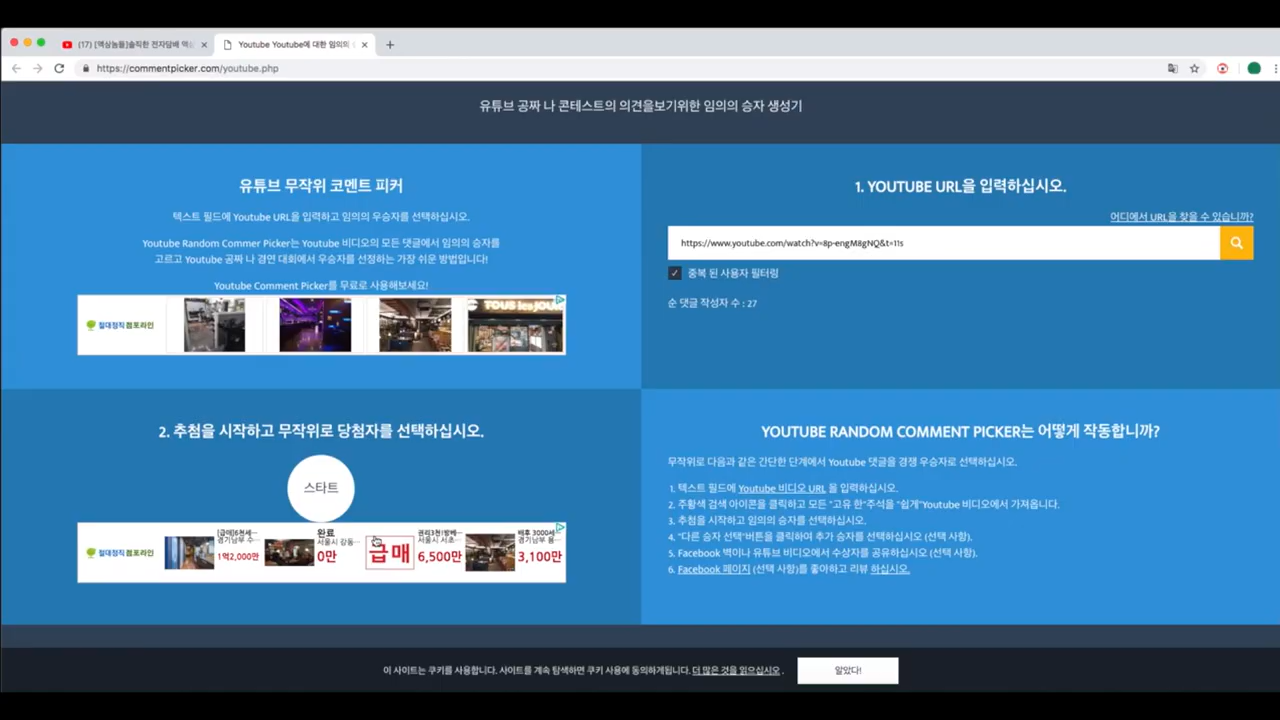 (17) [액상놈들]솔직한 전자담배 액
Youtube Youtube에 대한 임의의
https://commentpicker.com/youtube.php
유튜브 공짜 나 콘테스트의 의견을보기위한 임의의 승자 생성기
유튜브 무작위 코멘트 피커
텍스트 필드에 Youtube URL을 입력하고 임의의 우승자를 선택하십시오.
Youtube Random Commer Picker는 Youtube 비디오의 모든 댓글에서 임의의 승자를
고르고 Youtube 공짜 나 경연 대회에서 우승자를 선정하는 가장 쉬운 방법입니다!
Youtube Comment Picker를 무료로 사용해보세요!
절대정직 점포라인
TOUS les JOU
1. YOUTUBE URL을 입력하십시오.
어디에서 URL을 찾을 수 있습니까?
https://www.youtube.com/watch?v=8p-engM8gNQ&t=11s
중복 된 사용자 필터링
순 댓글 작성자 수 : 27
2. 추첨을 시작하고 무작위로 당첨자를 선택하십시오.
스타트
절대정직 점포라인
[급매]6천세...
경기남부 수...
1억2,000만
완료
서울시 강동...
0만
급매
권리3천!방베...
서울시 서초...
6,500만
배후 3000세
경기남부 용...
3,100만
YOUTUBE RANDOM COMMENT PICKER는 어떻게 작동합니까?
무작위로 다음과 같은 간단한 단계에서 Youtube 댓글을 경쟁 우승자로 선택하십시오.
1. 텍스트 필드에 Youtube 비디오 URL 을 입력하십시오.
2. 주황색 검색 아이콘을 클릭하고 모든 "고유 한"주석을 "쉽게"Youtube 비디오에서 가져옵니다.
3. 추첨을 시작하고 임의의 승자를 선택하십시오.
4. "다른 승자 선택"버튼을 클릭하여 추가 승자를 선택하십시오 (선택 사항).
5. Facebook 벽이나 유튜브 비디오에서 수상자를 공유하십시오 (선택 사항).
6. Facebook 페이지 (선택 사항)를 좋아하고 리뷰 하십시오.
이 사이트는 쿠키를 사용합니다. 사이트를 계속 탐색하면 쿠키 사용에 동의하게됩니다. 더 많은 것을 읽으십시오 .
알았다!